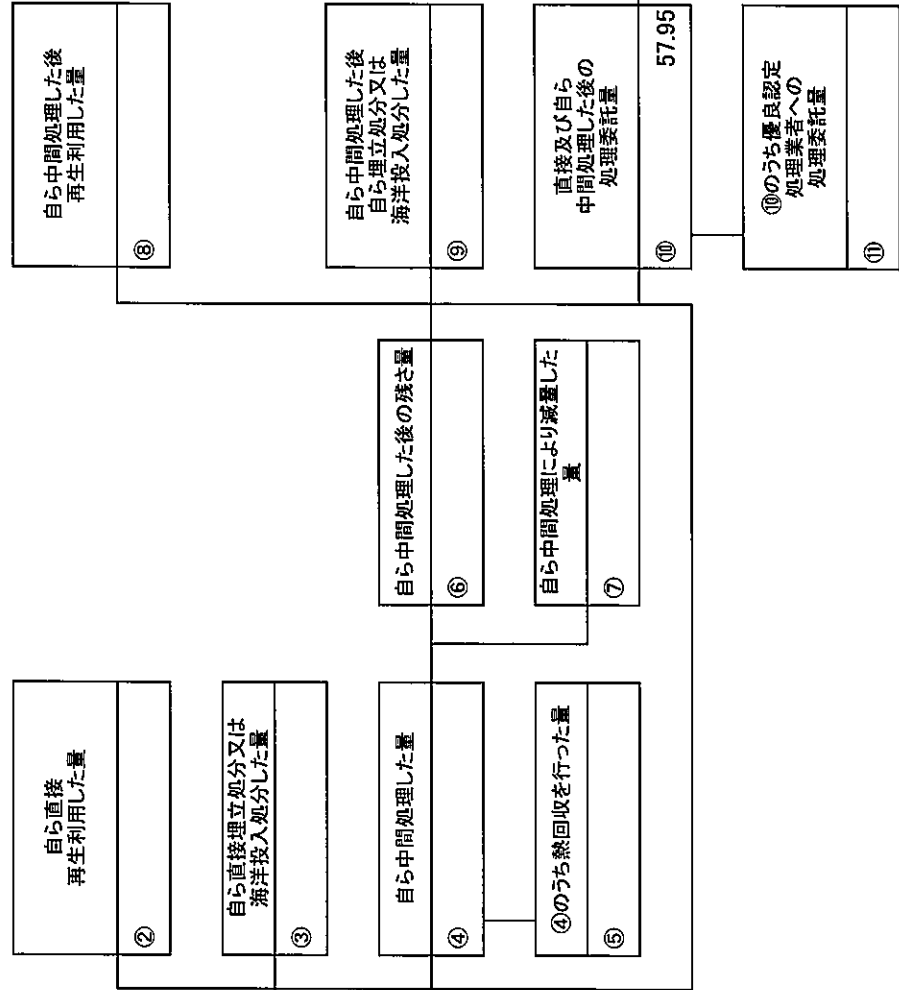 自ら直接
再生利用した量
②
自ら直接埋立処分又は
海洋投入処分した量
③
自ら中間処理した量
④
④のうち熱回収を行った量
⑤
自ら中間処理した後の残さ量
⑥
自ら中間処理により減量した
量
⑦
自ら中間処理した後
再生利用した量
⑧
自ら中間処理した後
自ら埋立処分又は
海洋投入処分した量
⑨
直接及び自ら
中間処理した後の
処理委託量
⑩
57.95
⑩のうち優良認定
処理業者への
処理委託量
⑪